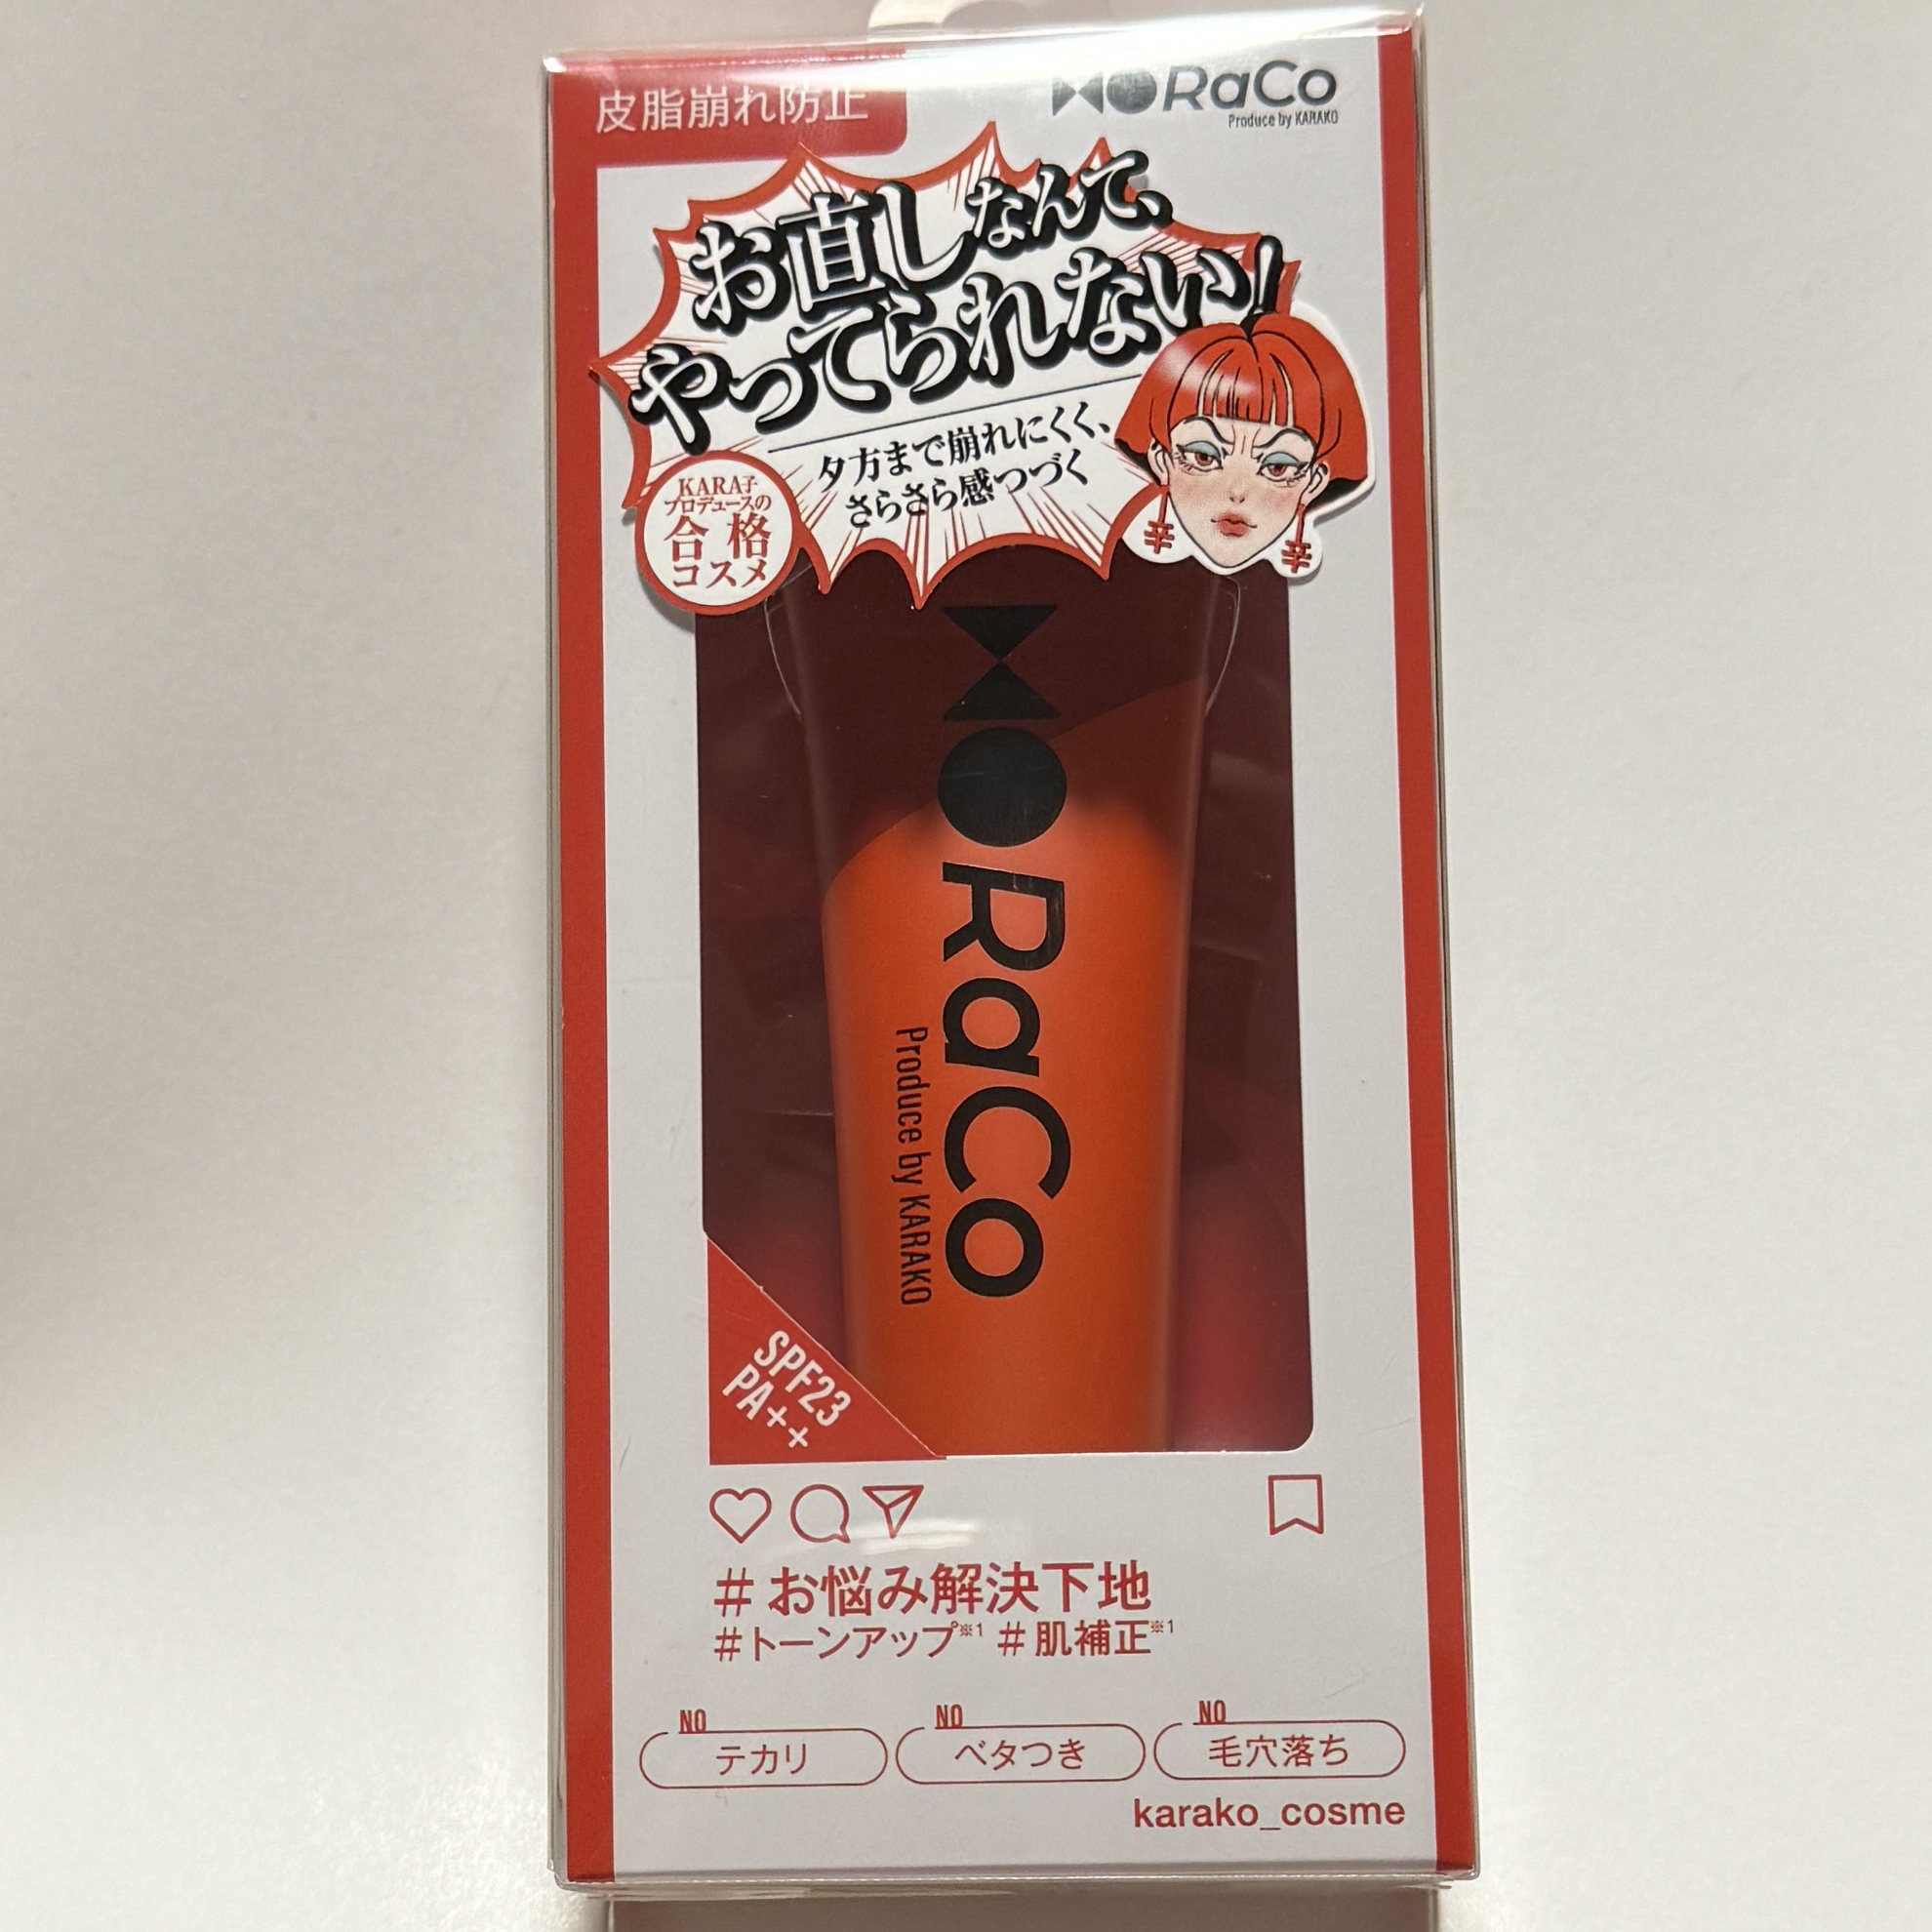 皮脂崩れ防止
RaCo
Produce by KARAKO
お直しなんて、
やってられない!
夕方まで崩れにくく、
さらさら感つづく
KARA子
プロデュースの
合格
コスメ
辛
辛
RaCo
Produce by KARAKO
SPF23
PA++
#お悩み解決下地
#トーンアップ※1 #肌補正※1
NO
テカリ
NO
ベタつき
NO
毛穴落ち
karako_cosme